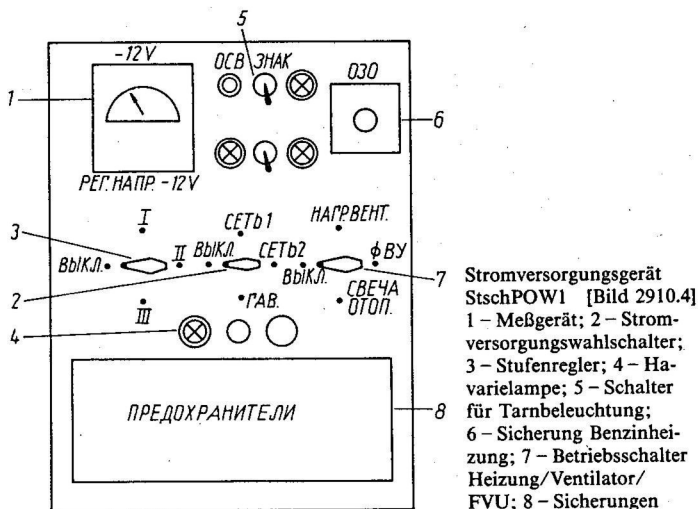 5
-12V
ОСВ ЗНАК
ОЗО
1
6
РЕГ. НАПР. -12V
I
СЕТЬ 1
НАГР.ВЕНТ.
3
ВЫКЛ.
II
ВЫКЛ.
СЕТЬ2
ВЫКЛ.
ФВУ
2
7
III
ГАВ.
СВЕЧА
ОТОП.
4
ПРЕДОХРАНИТЕЛИ
8
Stromversorgungsgerät
StschPOW1 [Bild 2910.4]
1 – Meßgerät; 2 – Strom-
versorgungswahlschalter;
3 – Stufenregler; 4 – Ha-
varielampe; 5 – Schalter
für Tarnbeleuchtung;
6 – Sicherung Benzinhei-
zung; 7 – Betriebsschalter
Heizung/Ventilator/
FVU; 8 – Sicherungen